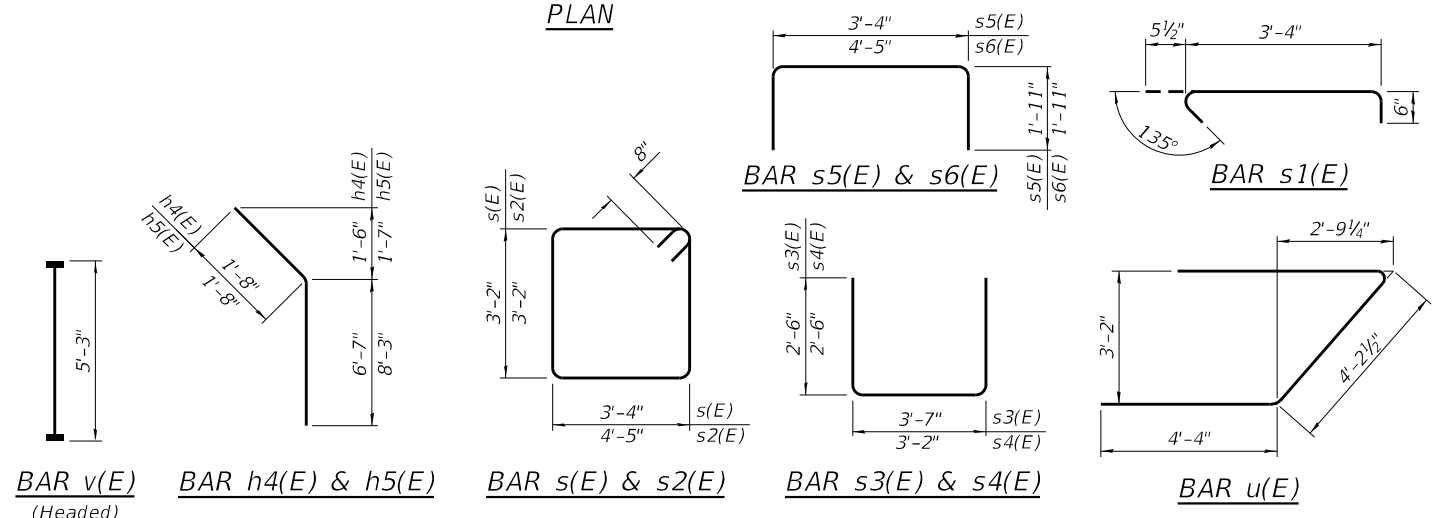 PLAN
3'-4" s5(E)
4'-5" s6(E)
1'-11" s5(E)
1'-11" s6(E)
BAR s5(E) & s6(E)
5½" 3'-4"
6"
135°
BAR s1(E)
5'-3"
BAR v(E)
(Headed)
h4(E)
h5(E)
1'-8"
1'-8"
h4(E)
h5(E)
1'-6"
1'-7"
6'-7"
8'-3"
BAR h4(E) & h5(E)
s(E)
s2(E)
8"
3'-2"
3'-2"
3'-4" s(E)
4'-5" s2(E)
BAR s(E) & s2(E)
s3(E)
s4(E)
2'-6"
2'-6"
3'-7" s3(E)
3'-2" s4(E)
BAR s3(E) & s4(E)
2'-9¼"
3'-2"
4'-2½"
4'-4"
BAR u(E)